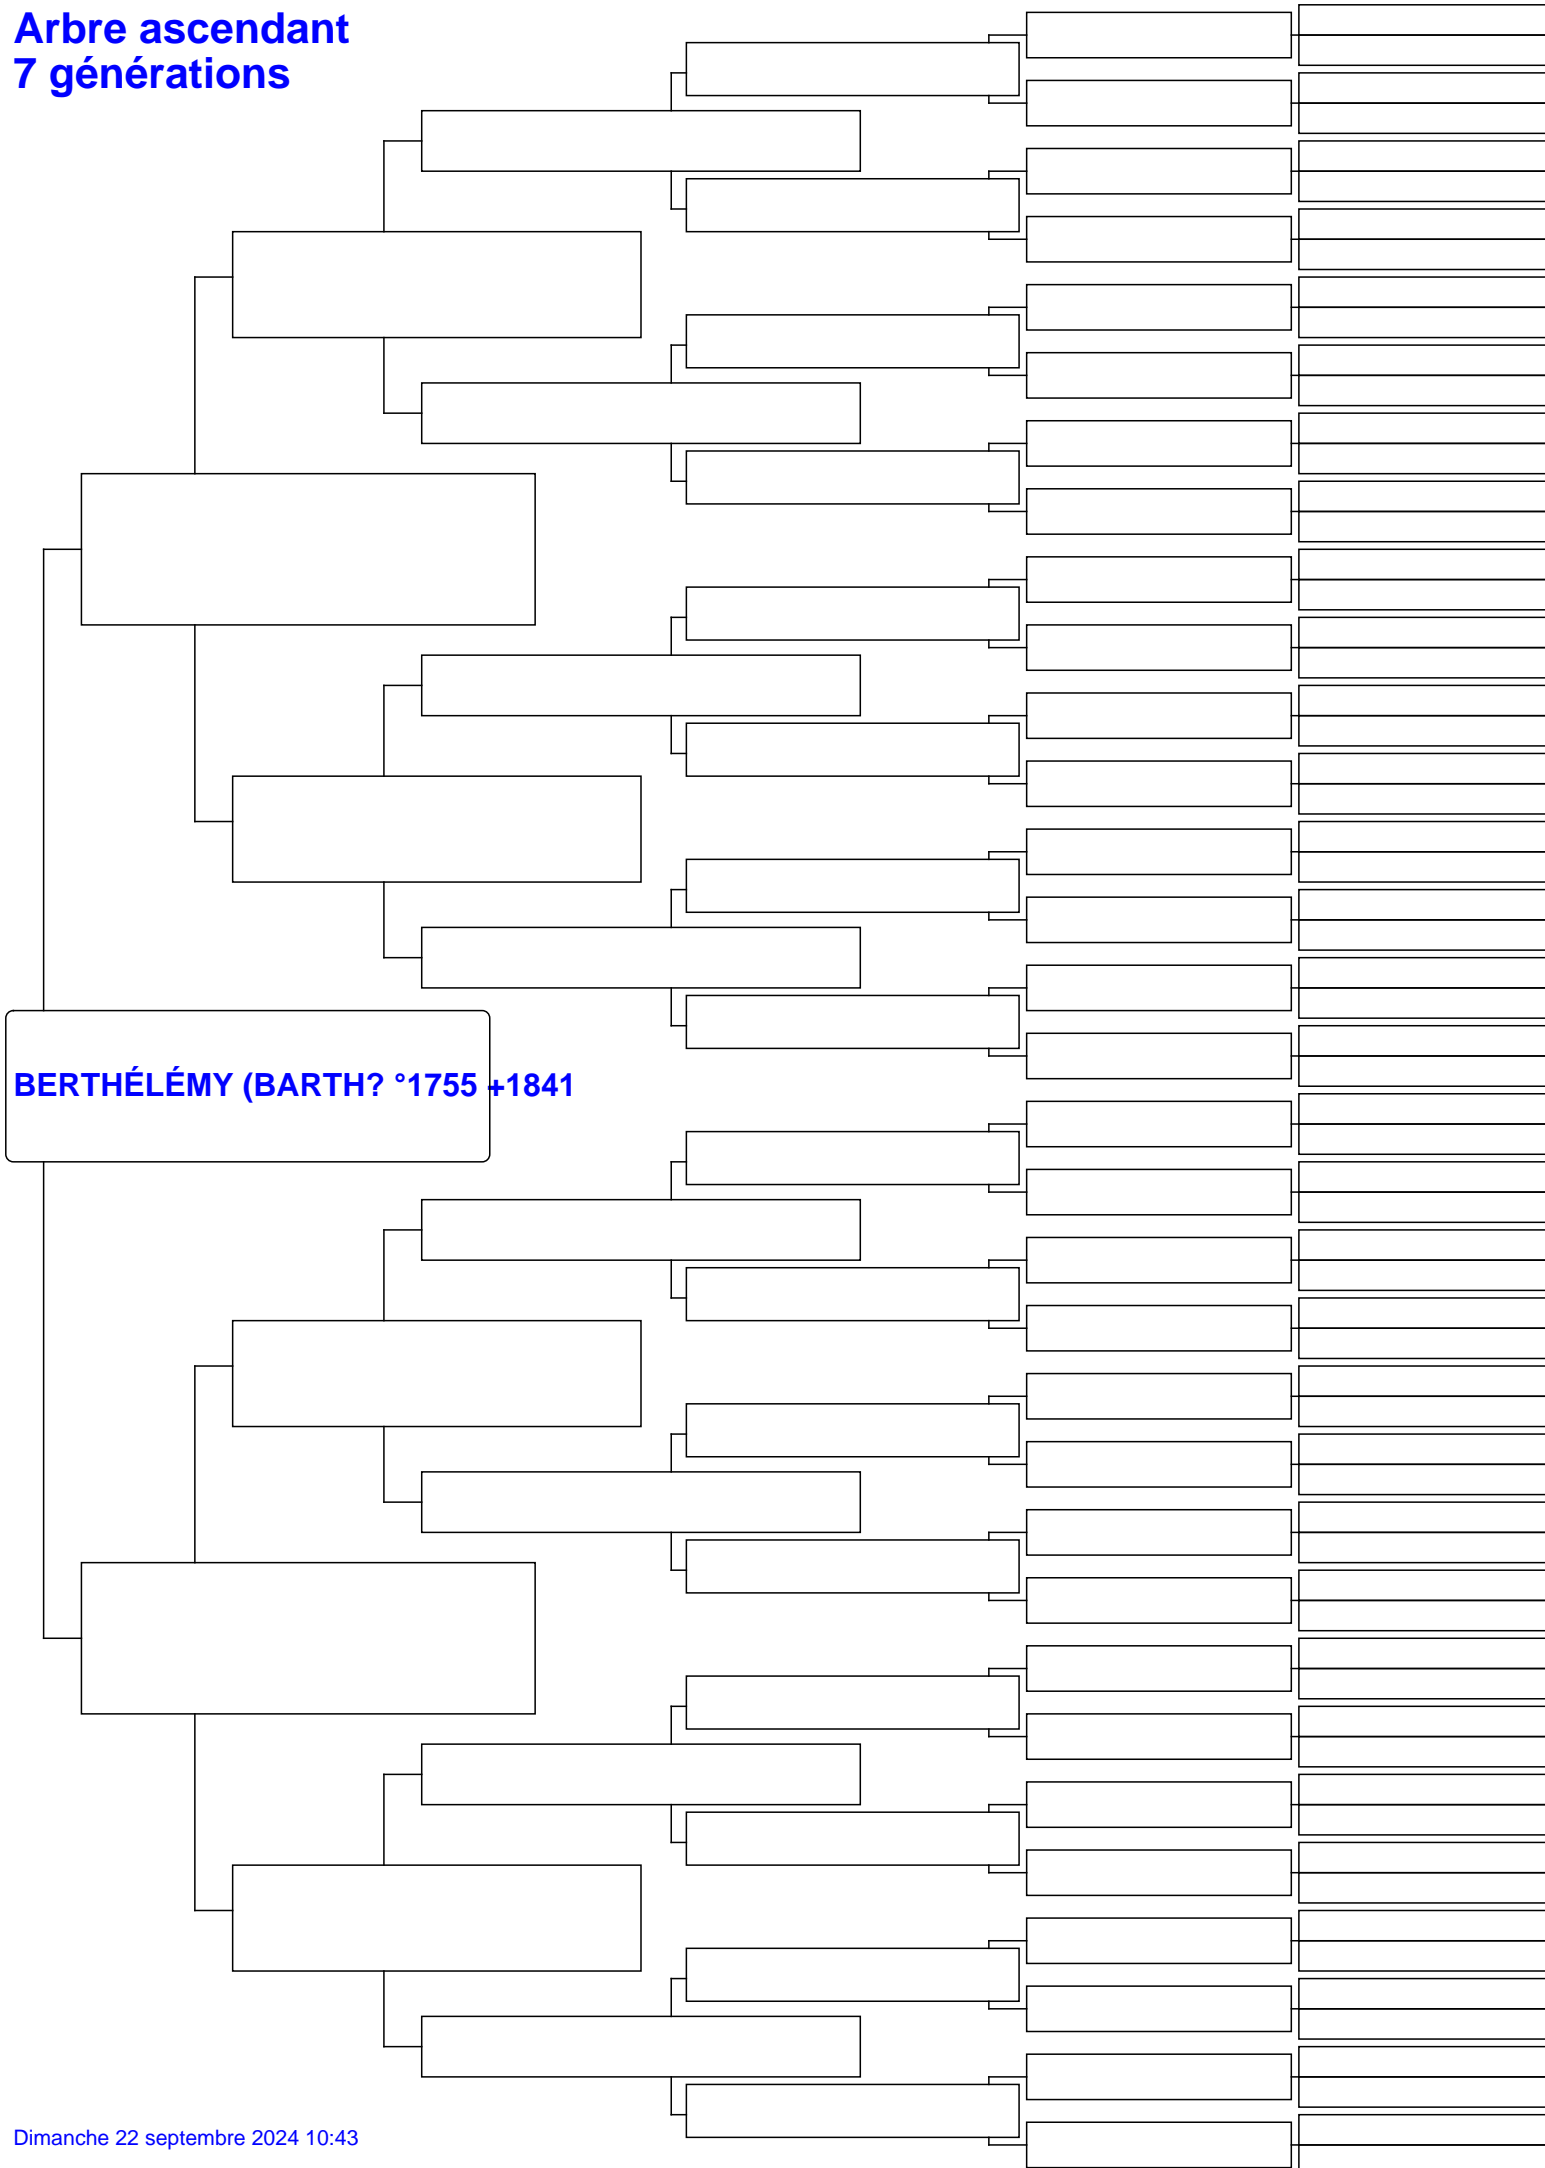 Arbre ascendant
7 générations
BERTHÉLÉMY (BARTH? °1755 +1841
Dimanche 22 septembre 2024 10:43